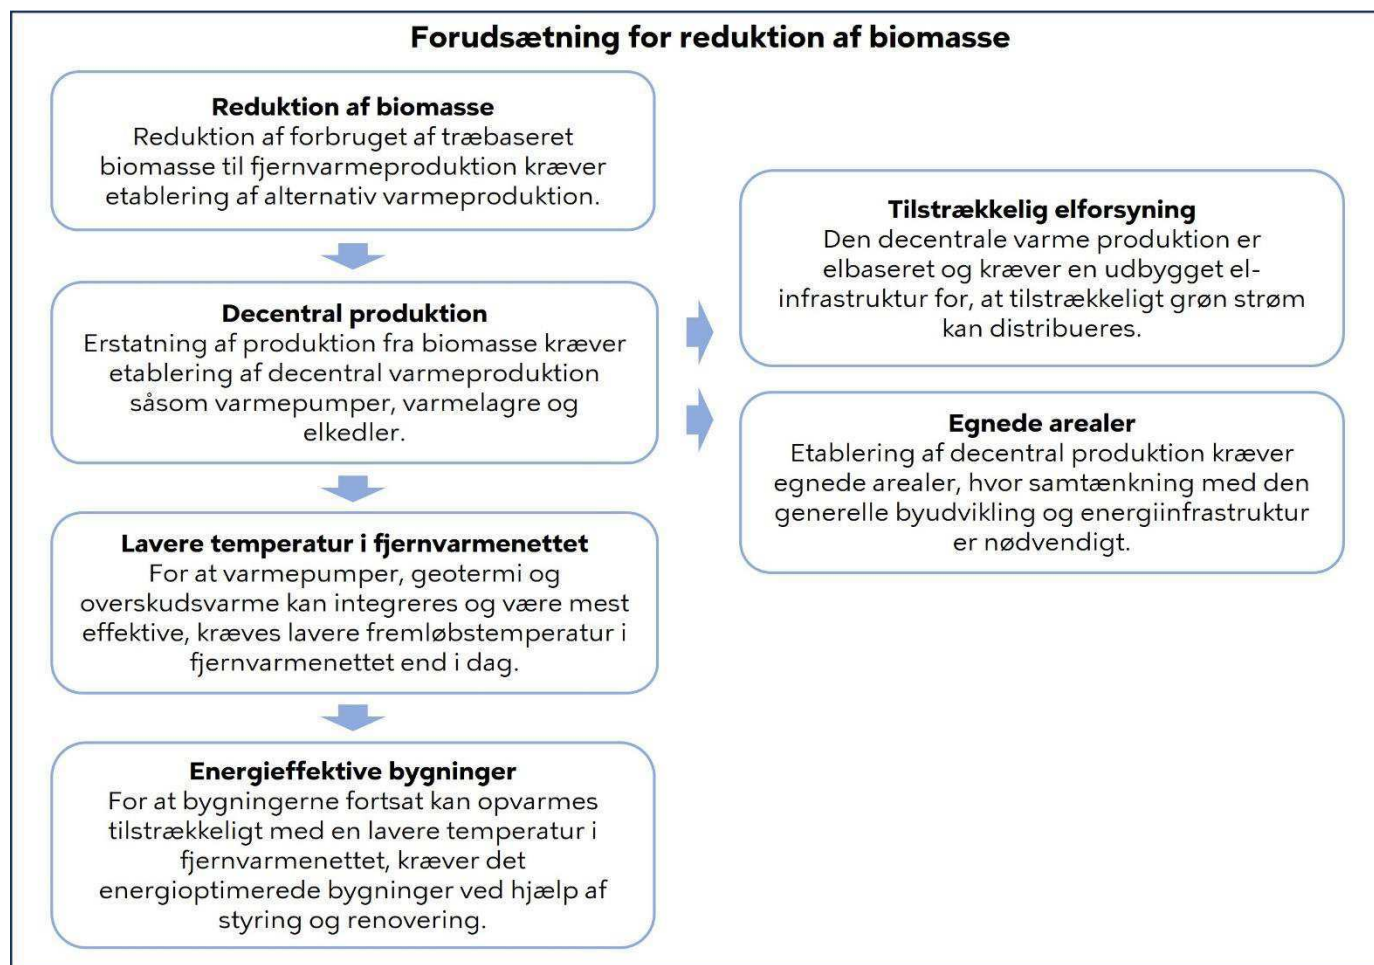 Forudsætning for reduktion af biomasse
Reduktion af biomasse
Reduktion af forbruget af træbaseret
biomasse til fjernvarmeproduktion kræver
etablering af alternativ varmeproduktion.
Decentral produktion
Erstatning af produktion fra biomasse kræver
etablering af decentral varmeproduktion
såsom varmepumper, varmelagre og
elkedler.
Lavere temperatur i fjernvarmenettet
For at varmepumper, geotermi og
overskudsvarme kan integreres og være mest
effektive, kræves lavere fremløbstemperatur i
fjernvarmenettet end i dag.
Energieffektive bygninger
For at bygningerne fortsat kan opvarmes
tilstrækkeligt med en lavere temperatur i
fjernvarmenettet, kræver det
energioptimerede bygninger ved hjælp af
styring og renovering.
Tilstrækkelig elforsyning
Den decentrale varme produktion er
elbaseret og kræver en udbygget el-
infrastruktur for, at tilstrækkeligt grøn strøm
kan distribueres.
Egnede arealer
Etablering af decentral produktion kræver
egnede arealer, hvor samtænkning med den
generelle byudvikling og energiinfrastruktur
er nødvendigt.